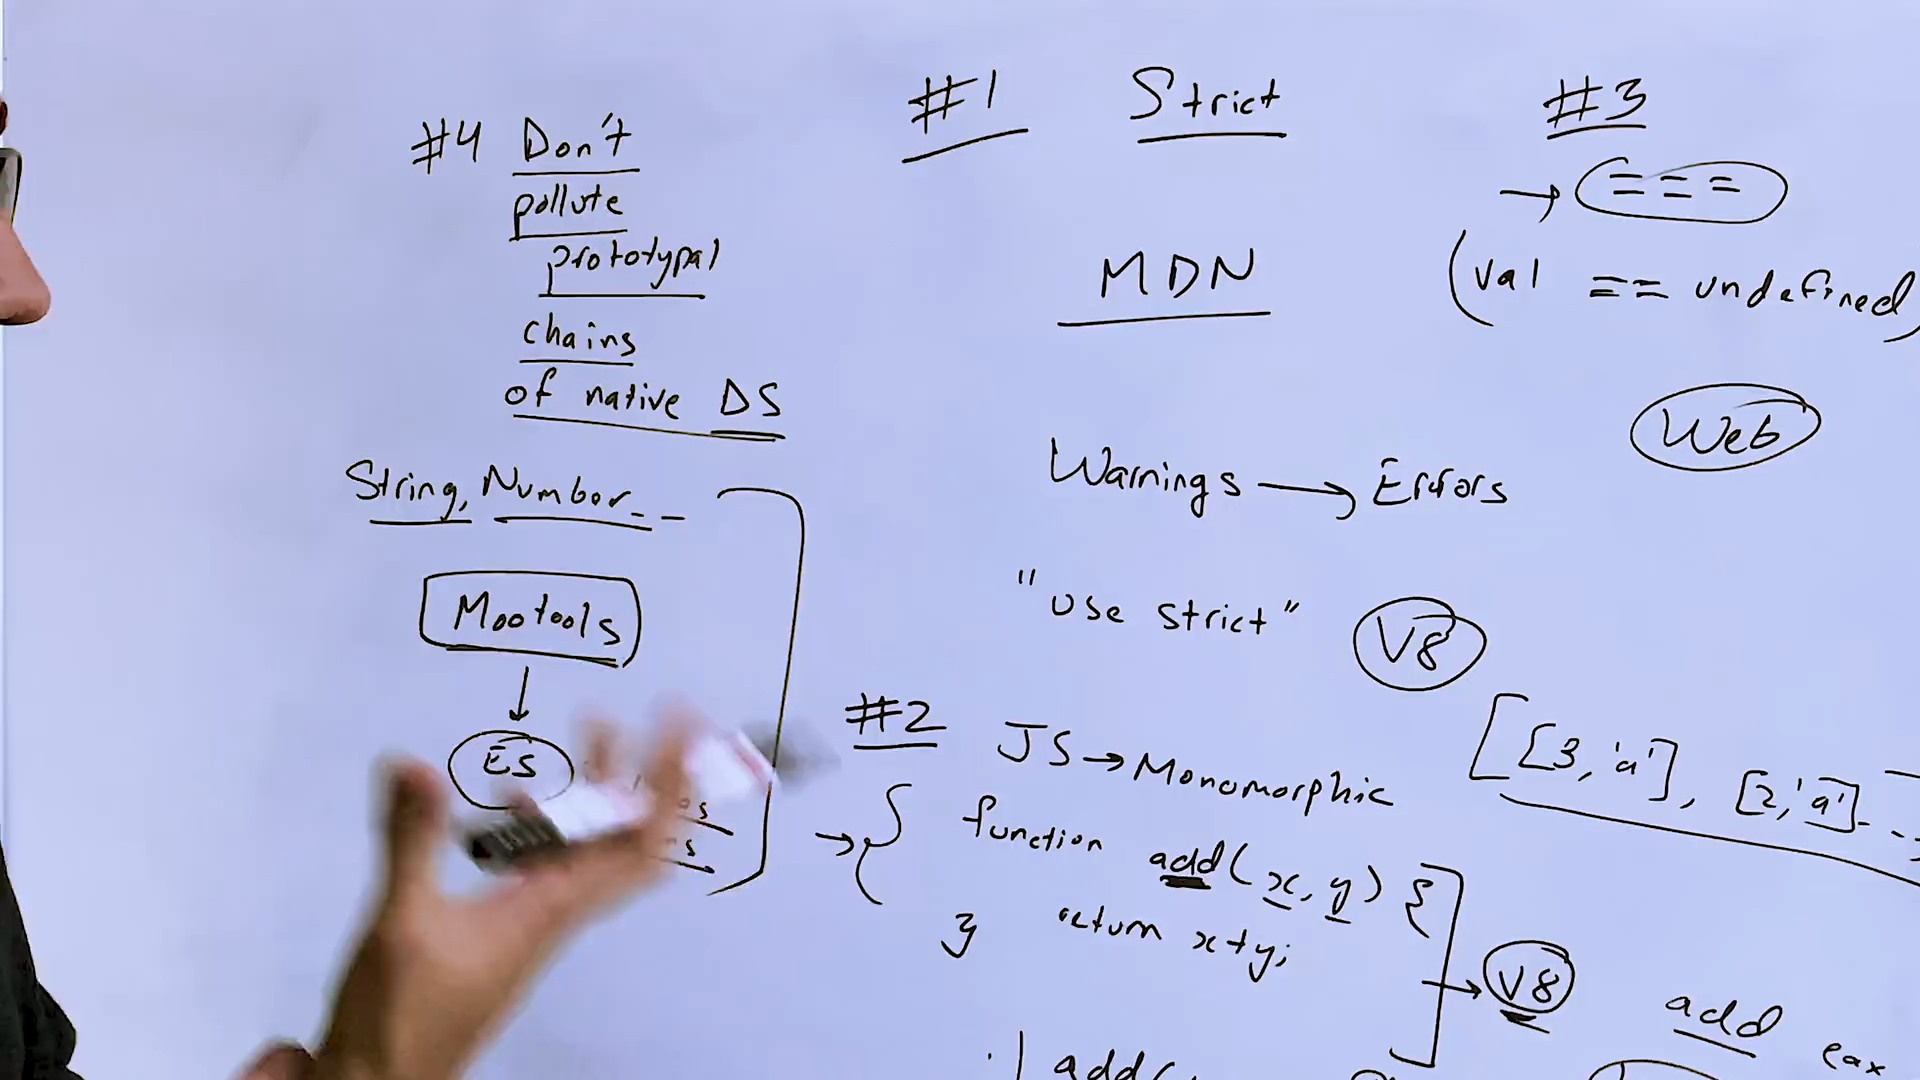 #4 Don't
pollute
prototypal
chains
of native DS
String, Number--
Mootools
ES
#1 Strict
MDN
Warnings → Errors
"use strict"
V8
#3
→ ===
(val == undefined)
Web
[[3,'a'], [2,'a']--
#2 JS → Monomorphic
→ { function add(x, y) {
return x+y;
}
→ V8
add
eax
add(